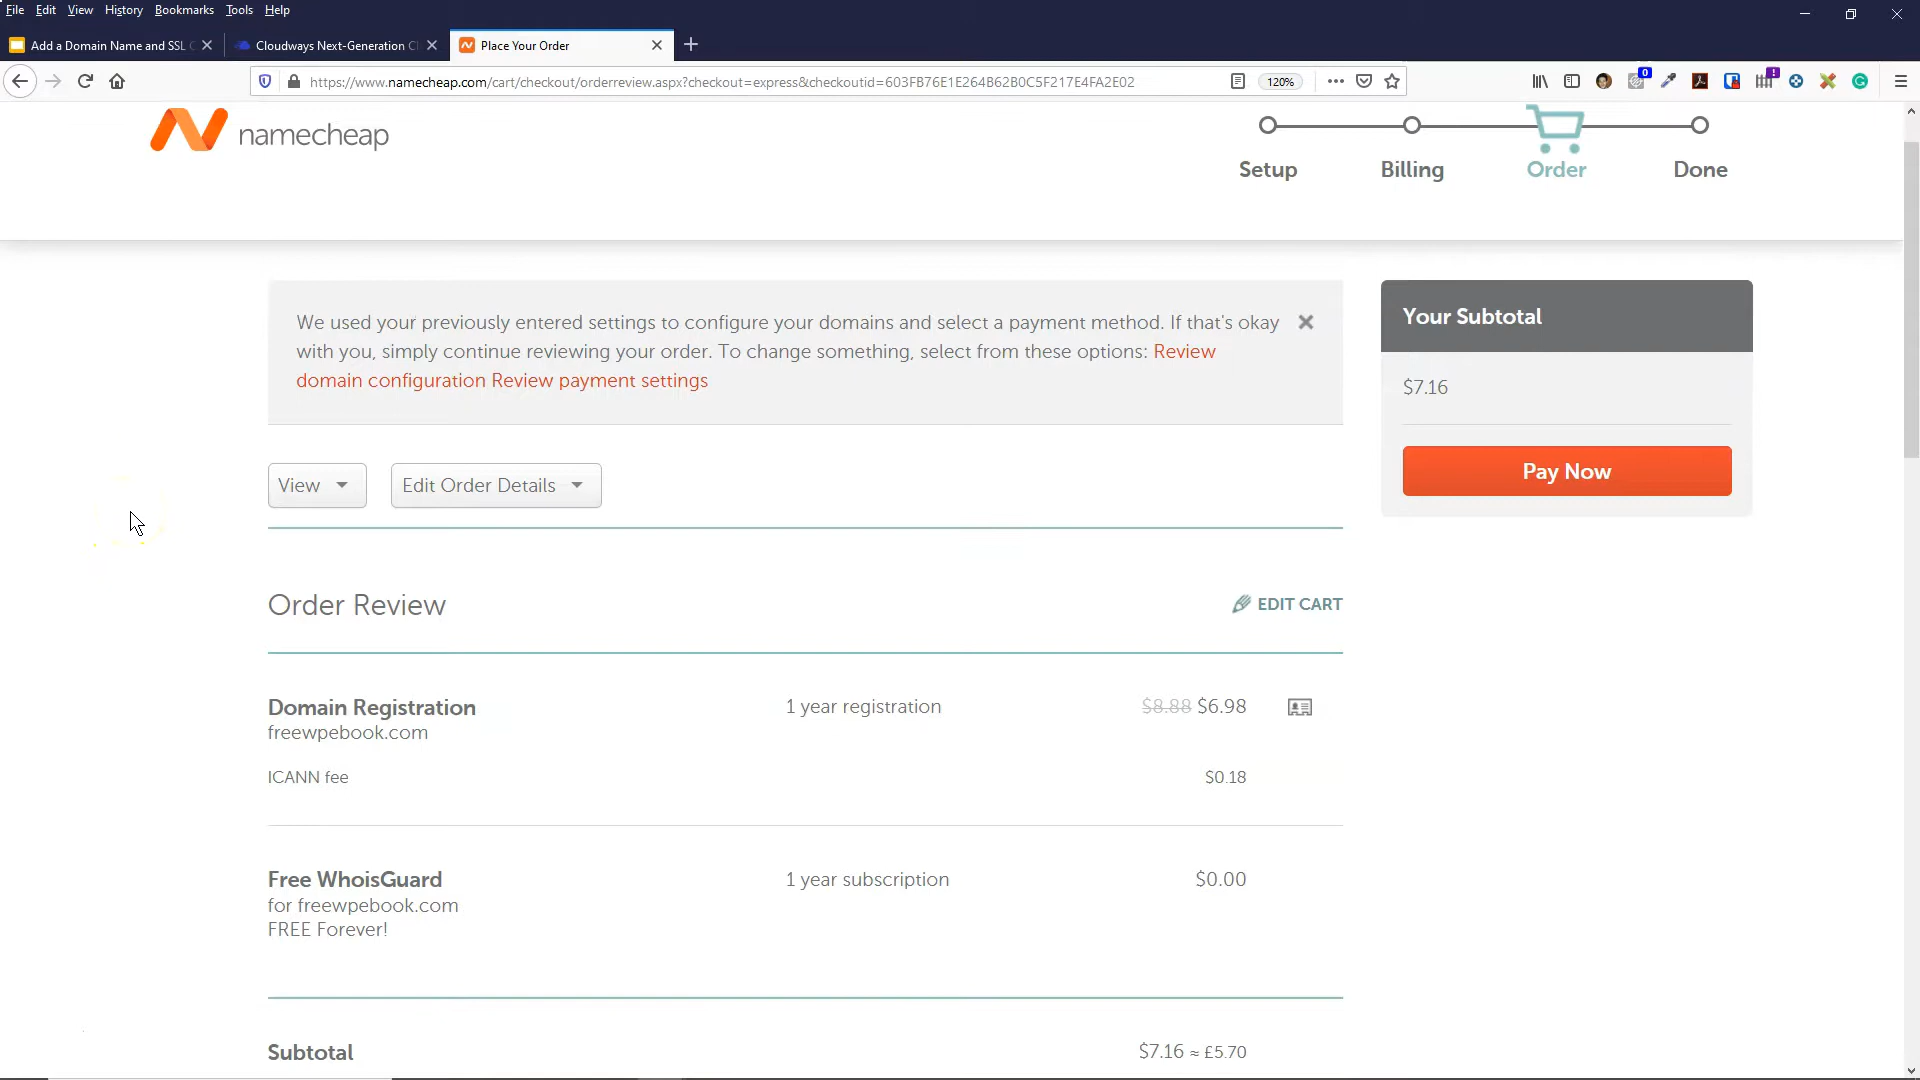 File Edit View History Bookmarks Tools Help
Add a Domain Name and SSL C
Cloudways Next-Generation Cl
Place Your Order
https://www.namecheap.com/cart/checkout/orderreview.aspx?checkout=express&checkoutid=603FB76E1E264B62B0C5F217E4FA2E02
120%
0
!
namecheap
Setup
Billing
Order
Done
We used your previously entered settings to configure your domains and select a payment method. If that's okay
with you, simply continue reviewing your order. To change something, select from these options: Review
domain configuration Review payment settings
Your Subtotal
$7.16
Pay Now
View
Edit Order Details
Order Review
EDIT CART
Domain Registration
1 year registration
$8.88 $6.98
freewpebook.com
ICANN fee
$0.18
Free WhoisGuard
1 year subscription
$0.00
for freewpebook.com
FREE Forever!
Subtotal
$7.16 ≈ £5.70